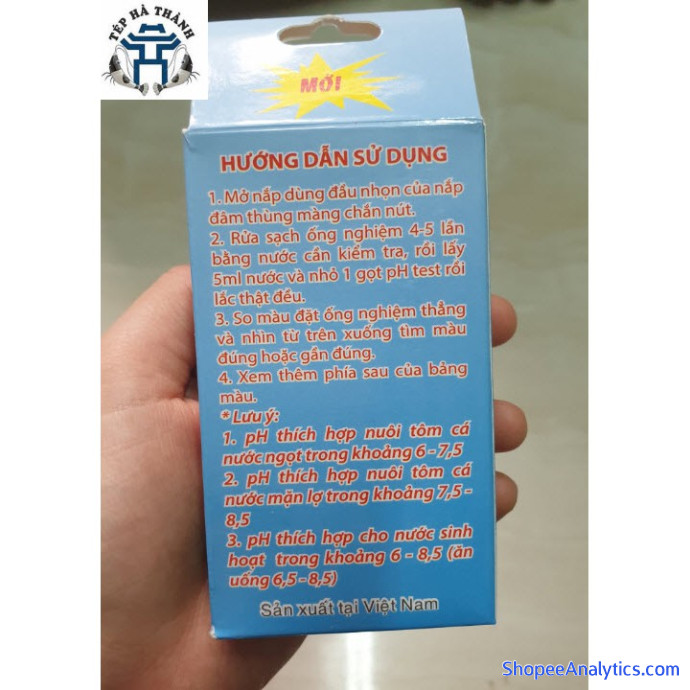 TÉP HÀ THÀNH
MỚI
HƯỚNG DẪN SỬ DỤNG
1. Mở nắp dùng đầu nhọn của nắp
đâm thùng màng chắn nút.
2. Rửa sạch ống nghiệm 4-5 lần
bằng nước cần kiểm tra, rồi lấy
5ml nước và nhỏ 1 gọt pH test rồi
lắc thật đều.
3. So màu đặt ống nghiệm thẳng
và nhìn từ trên xuống tìm màu
đúng hoặc gần đúng.
4. Xem thêm phía sau của bảng
màu.
* Lưu ý:
1. pH thích hợp nuôi tôm cá
nước ngọt trong khoảng 6 - 7,5
2. pH thích hợp nuôi tôm cá
nước mặn lợ trong khoảng 7,5 -
8,5
3. pH thích hợp cho nước sinh
hoạt trong khoảng 6 - 8,5 (ăn
uống 6,5 - 8,5)
Sản xuất tại Việt Nam
ShopeeAnalytics.com